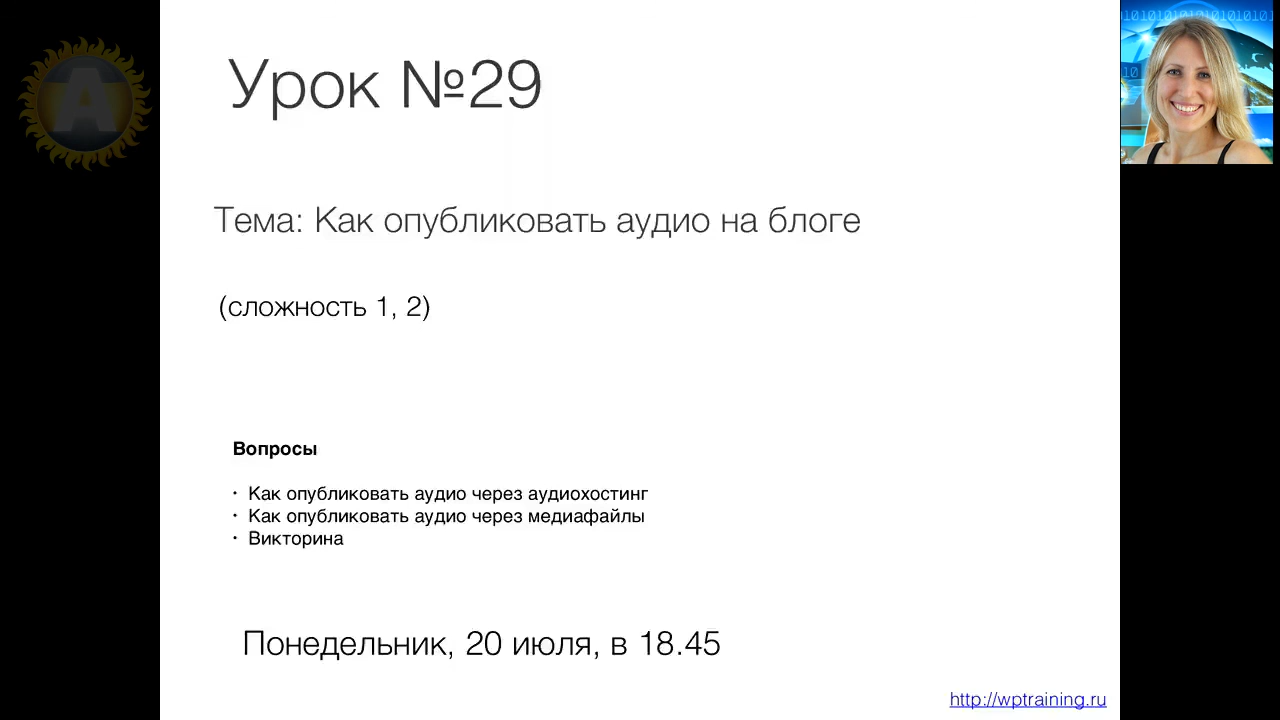 Урок №29
Тема: Как опубликовать аудио на блоге
(сложность 1, 2)
Вопросы
• Как опубликовать аудио через аудиохостинг
• Как опубликовать аудио через медиафайлы
• Викторина
Понедельник, 20 июля, в 18.45
http://wptraining.ru
A